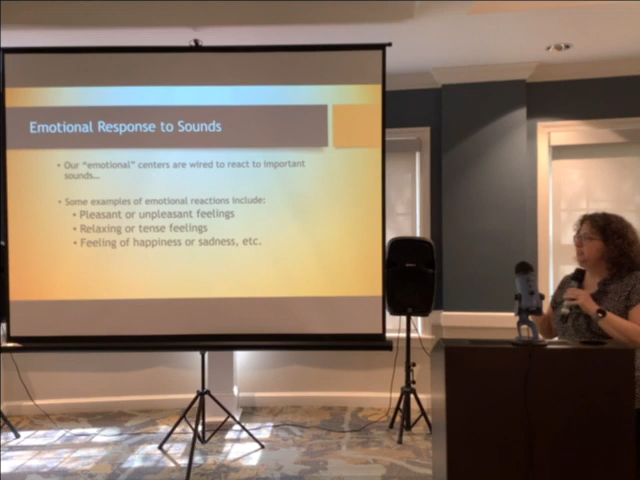 Emotional Response to Sounds
• Our “emotional” centers are wired to react to important
sounds…
• Some examples of emotional reactions include:
• Pleasant or unpleasant feelings
• Relaxing or tense feelings
• Feeling of happiness or sadness, etc.